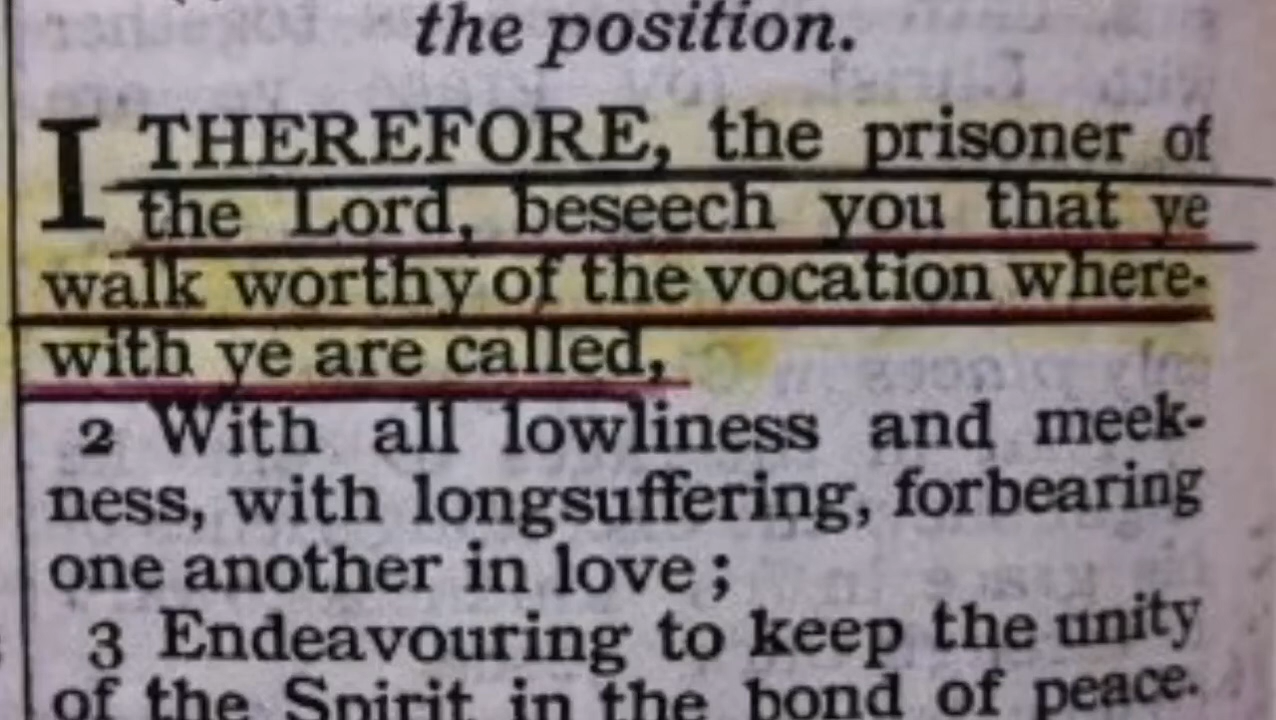 the position.
I THEREFORE, the prisoner of
the Lord, beseech you that ye
walk worthy of the vocation where-
with ye are called,
2 With all lowliness and meek-
ness, with longsuffering, forbearing
one another in love;
3 Endeavouring to keep the unity
of the Spirit in the bond of peace.